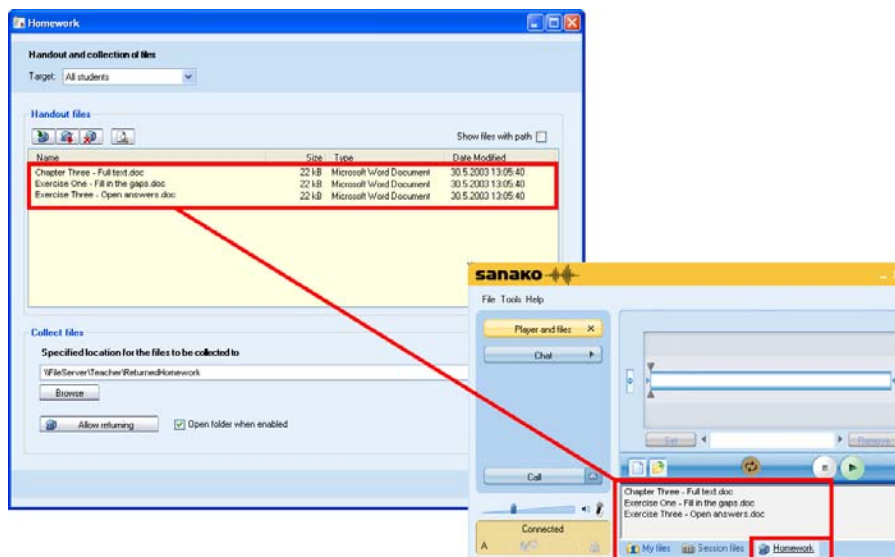 Homework
Handout and collection of files
Target: All students
Handout files
Show files with path
Name Size Type Date Modified
Chapter Three - Full text.doc 22 kB Microsoft Word Document 30.5.2003 13:05:40
Exercise One - Fill in the gaps.doc 22 kB Microsoft Word Document 30.5.2003 13:05:40
Exercise Three - Open answers.doc 22 kB Microsoft Word Document 30.5.2003 13:05:40
Collect files
Specified location for the files to be collected to
\\FileServer\Teacher\ReturnedHomework
Browse
Allow returning Open folder when enabled
sanako
File Tools Help
Player and files
Chat
Set Remove
Call
Chapter Three - Full text.doc
Exercise One - Fill in the gaps.doc
Exercise Three - Open answers.doc
Connected
A My files Session files Homework